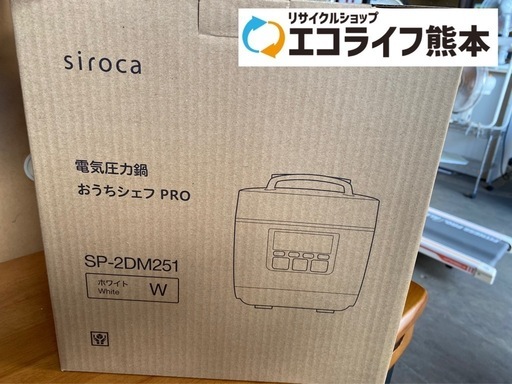 リサイクルショップ
エコライフ熊本
siroca
電気圧力鍋
おうちシェフ PRO
SP-2DM251
ホワイト
White
W